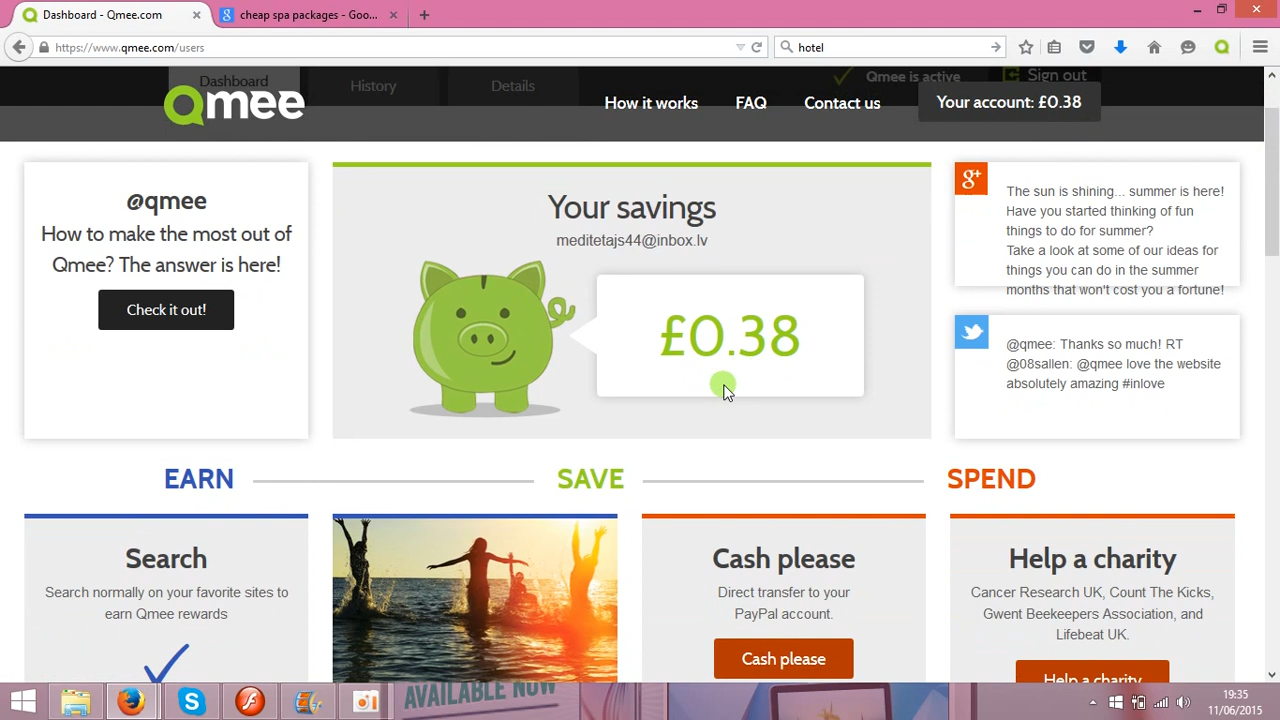 Dashboard - Qmee.com
cheap spa packages - Goo...
https://www.qmee.com/users
hotel
Dashboard
History
Details
Qmee is active
Sign out
Qmee
How it works
FAQ
Contact us
Your account: £0.38
@qmee
How to make the most out of
Qmee? The answer is here!
Check it out!
Your savings
meditetajs44@inbox.lv
£0.38
The sun is shining... summer is here!
Have you started thinking of fun
things to do for summer?
Take a look at some of our ideas for
things you can do in the summer
months that won't cost you a fortune!
@qmee: Thanks so much! RT
@08sallen: @qmee love the website
absolutely amazing #inlove
EARN
SAVE
SPEND
Search
Search normally on your favorite sites to
earn Qmee rewards
Cash please
Direct transfer to your
PayPal account.
Cash please
Help a charity
Cancer Research UK, Count The Kicks,
Gwent Beekeepers Association, and
Lifebeat UK.
Help a charity
AVAILABLE NOW
19:35
11/06/2015